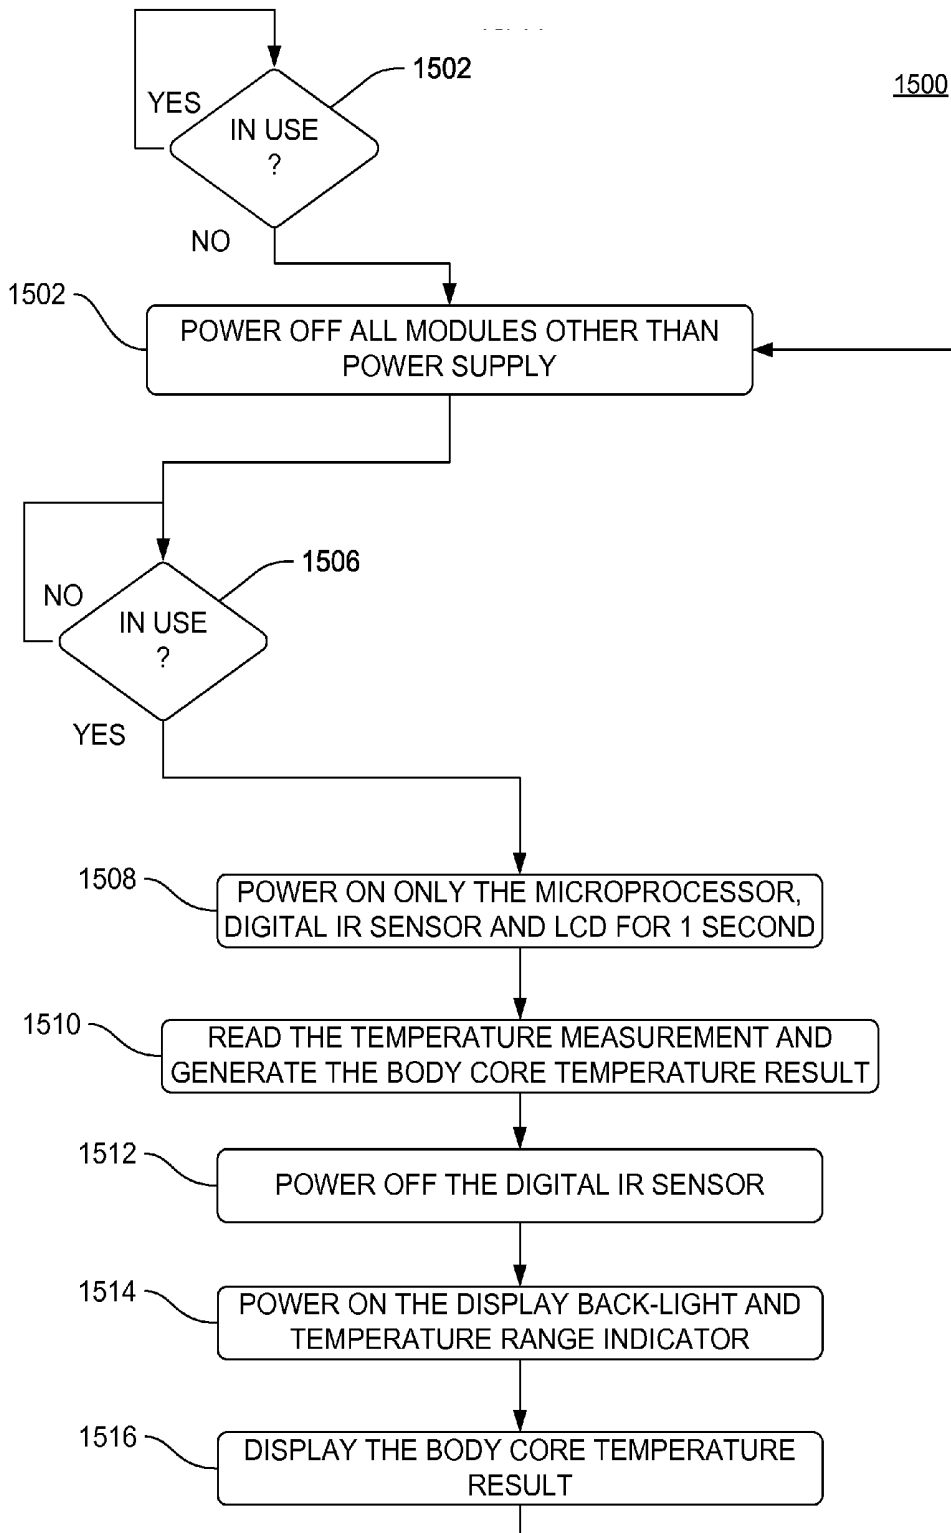 1502
1500
YES
IN USE
?
NO
1502
POWER OFF ALL MODULES OTHER THAN
POWER SUPPLY
1506
NO
IN USE
?
YES
1508
POWER ON ONLY THE MICROPROCESSOR,
DIGITAL IR SENSOR AND LCD FOR 1 SECOND
1510
READ THE TEMPERATURE MEASUREMENT AND
GENERATE THE BODY CORE TEMPERATURE RESULT
1512
POWER OFF THE DIGITAL IR SENSOR
1514
POWER ON THE DISPLAY BACK-LIGHT AND
TEMPERATURE RANGE INDICATOR
1516
DISPLAY THE BODY CORE TEMPERATURE
RESULT